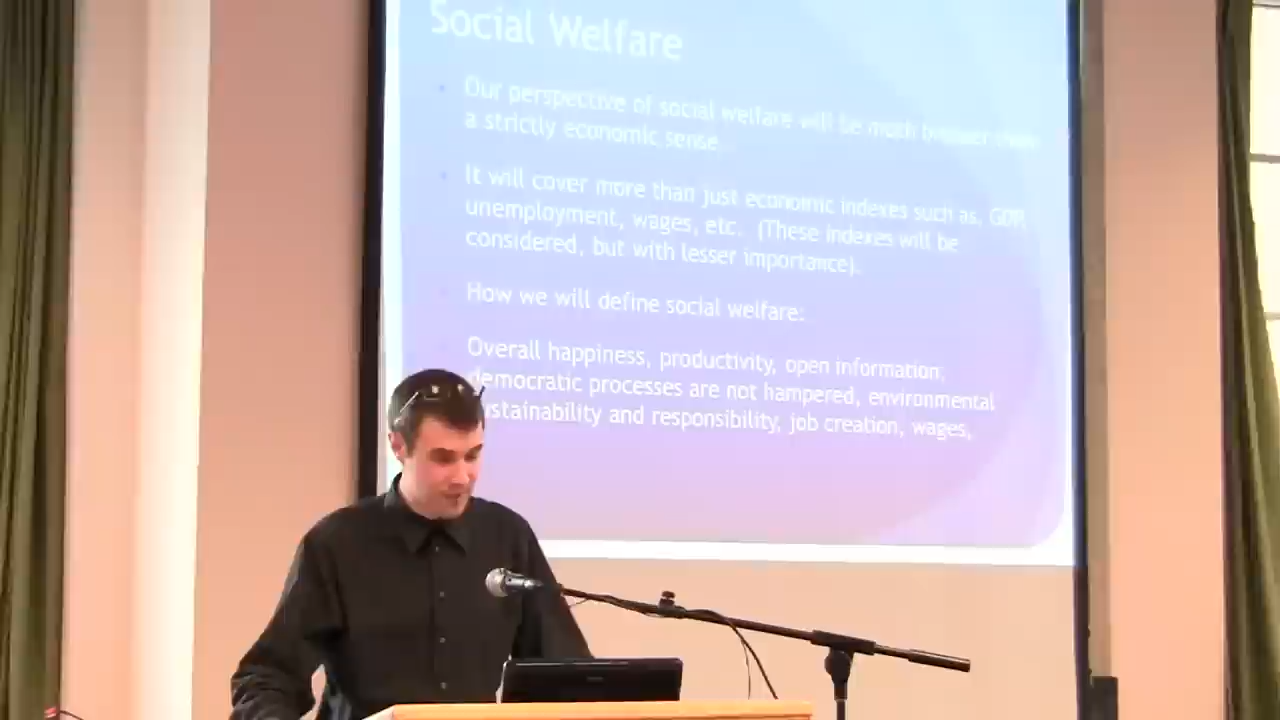 Social Welfare
Our perspective of social welfare will be much broader than
a strictly economic sense.
It will cover more than just economic indexes such as, GDP,
unemployment, wages, etc. (These indexes will be
considered, but with lesser importance).
How we will define social welfare:
Overall happiness, productivity, open information,
democratic processes are not hampered, environmental
sustainability and responsibility, job creation, wages,